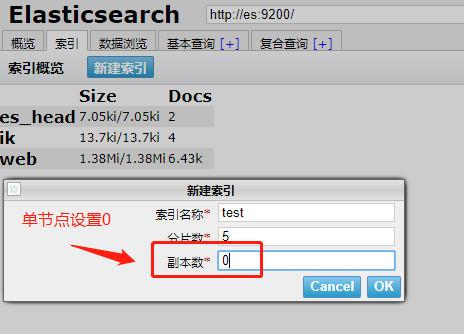 Elasticsearch http://es:9200/
概览 索引 数据浏览 基本查询 [+] 复合查询 [+]
索引概览 新建索引
Size Docs
es_head 7.05ki/7.05ki 2
ik 13.7ki/13.7ki 4
web 1.38Mi/1.38Mi 6.43k
新建索引
索引名称* test
单节点设置0
分片数* 5
副本数* 0
Cancel OK